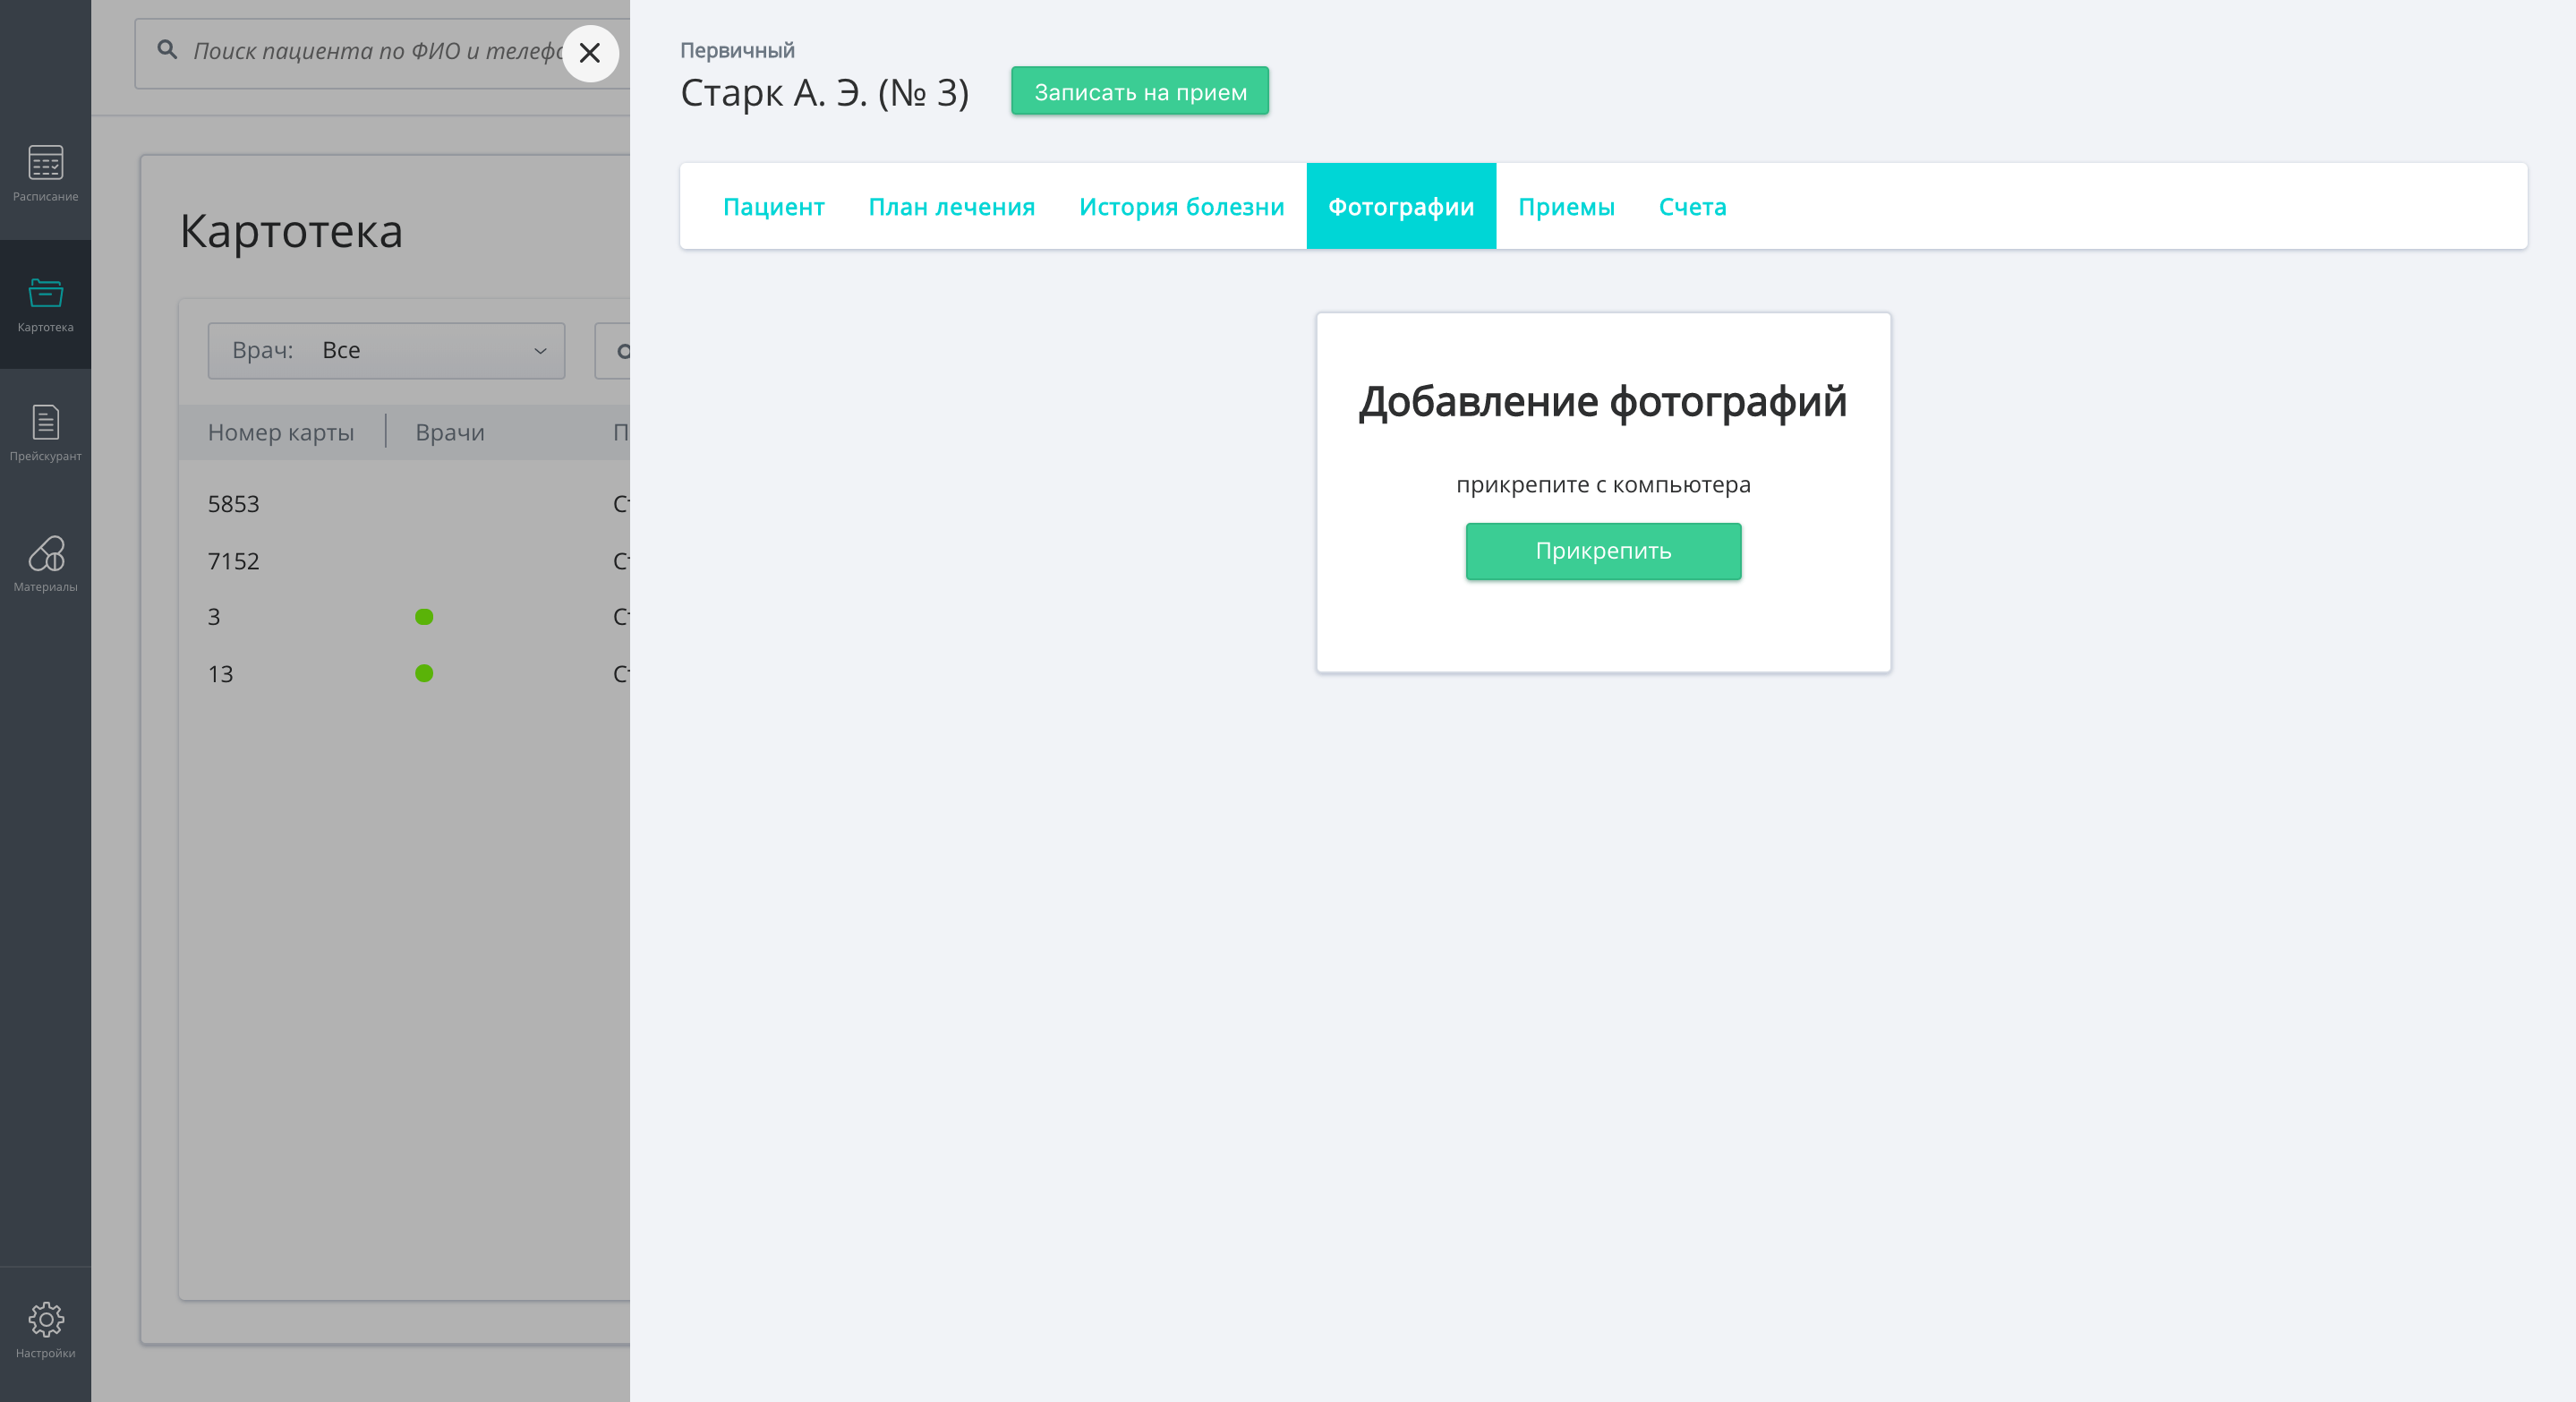 Расписание
Картотека
Прейскурант
Материалы
Настройки
Поиск пациента по ФИО и
Картотека
Врач: Все
Номер карты Врачи
5853
7152
3
13
Первичный
Старк А. Э. (№ 3)
Записать на прием
Пациент План лечения История болезни Фотографии Приемы Счета
Добавление фотографий
прикрепите с компьютера
Прикрепить